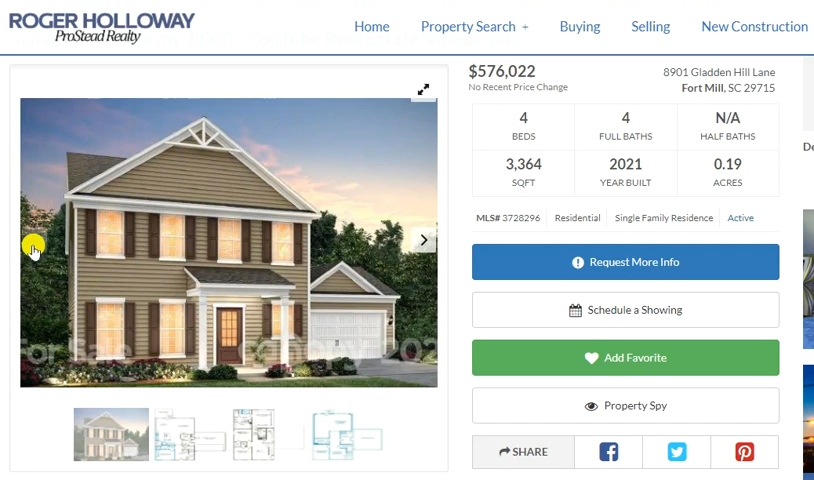 ROGER HOLLOWAY
ProStead Realty
Home Property Search + Buying Selling New Construction
$576,022
No Recent Price Change
8901 Gladden Hill Lane
Fort Mill, SC 29715
4 4 N/A
BEDS FULL BATHS HALF BATHS
3,364 2021 0.19
SQFT YEAR BUILT ACRES
MLS# 3728296 Residential Single Family Residence Active
Request More Info
Schedule a Showing
Add Favorite
Property Spy
SHARE
For Sale